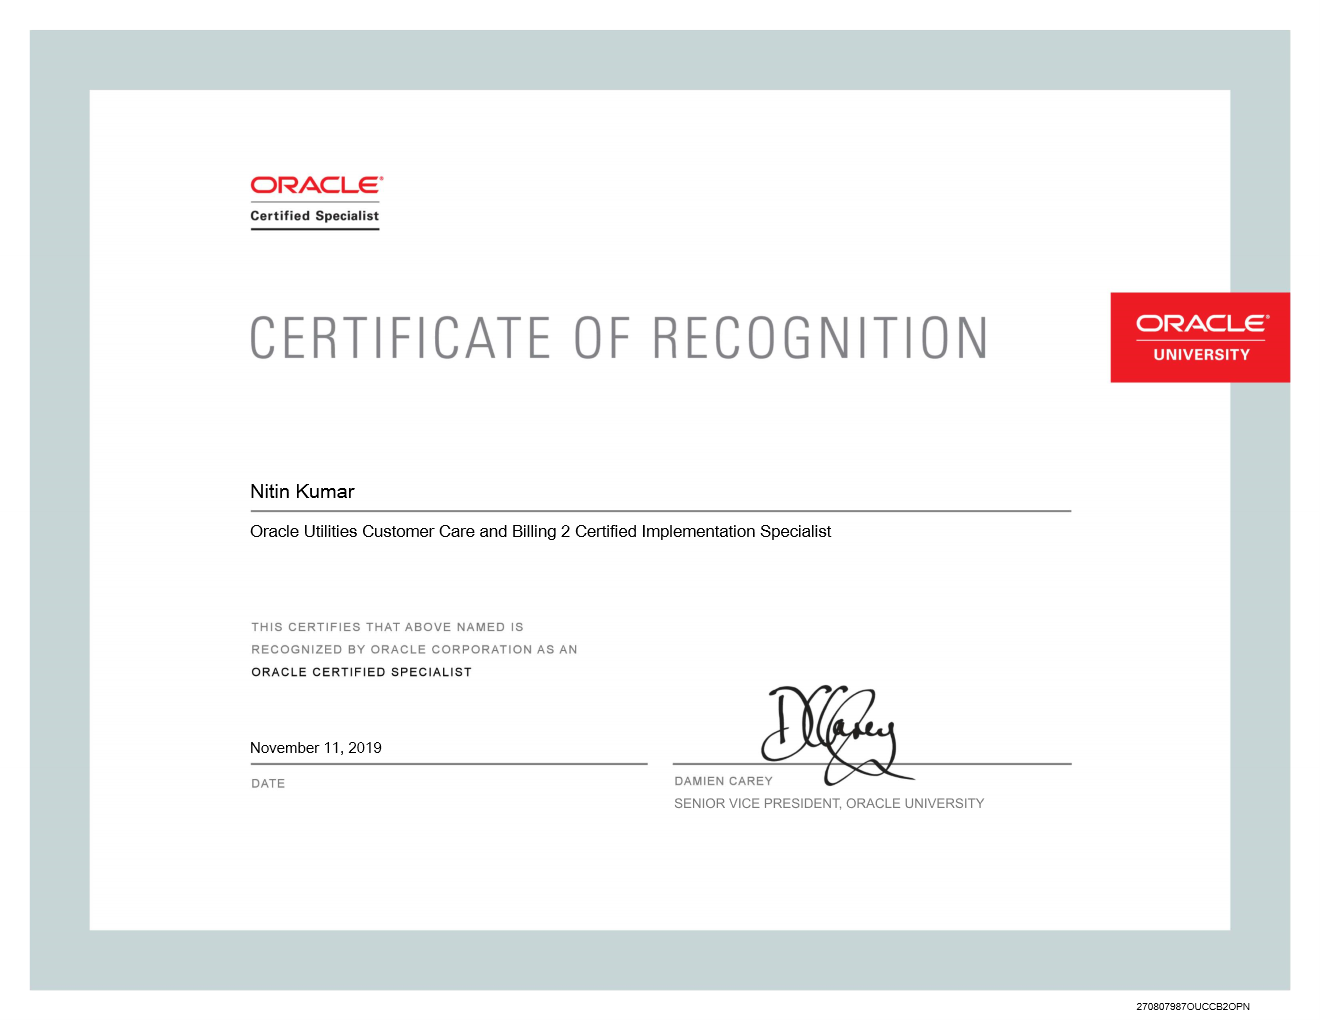 ORACLE®
Certified Specialist
CERTIFICATE OF RECOGNITION
ORACLE®
UNIVERSITY
Nitin Kumar
Oracle Utilities Customer Care and Billing 2 Certified Implementation Specialist
THIS CERTIFIES THAT ABOVE NAMED IS
RECOGNIZED BY ORACLE CORPORATION AS AN
ORACLE CERTIFIED SPECIALIST
DCarey
November 11, 2019
DATE
DAMIEN CAREY
SENIOR VICE PRESIDENT, ORACLE UNIVERSITY
270807987OUCCB2OPN